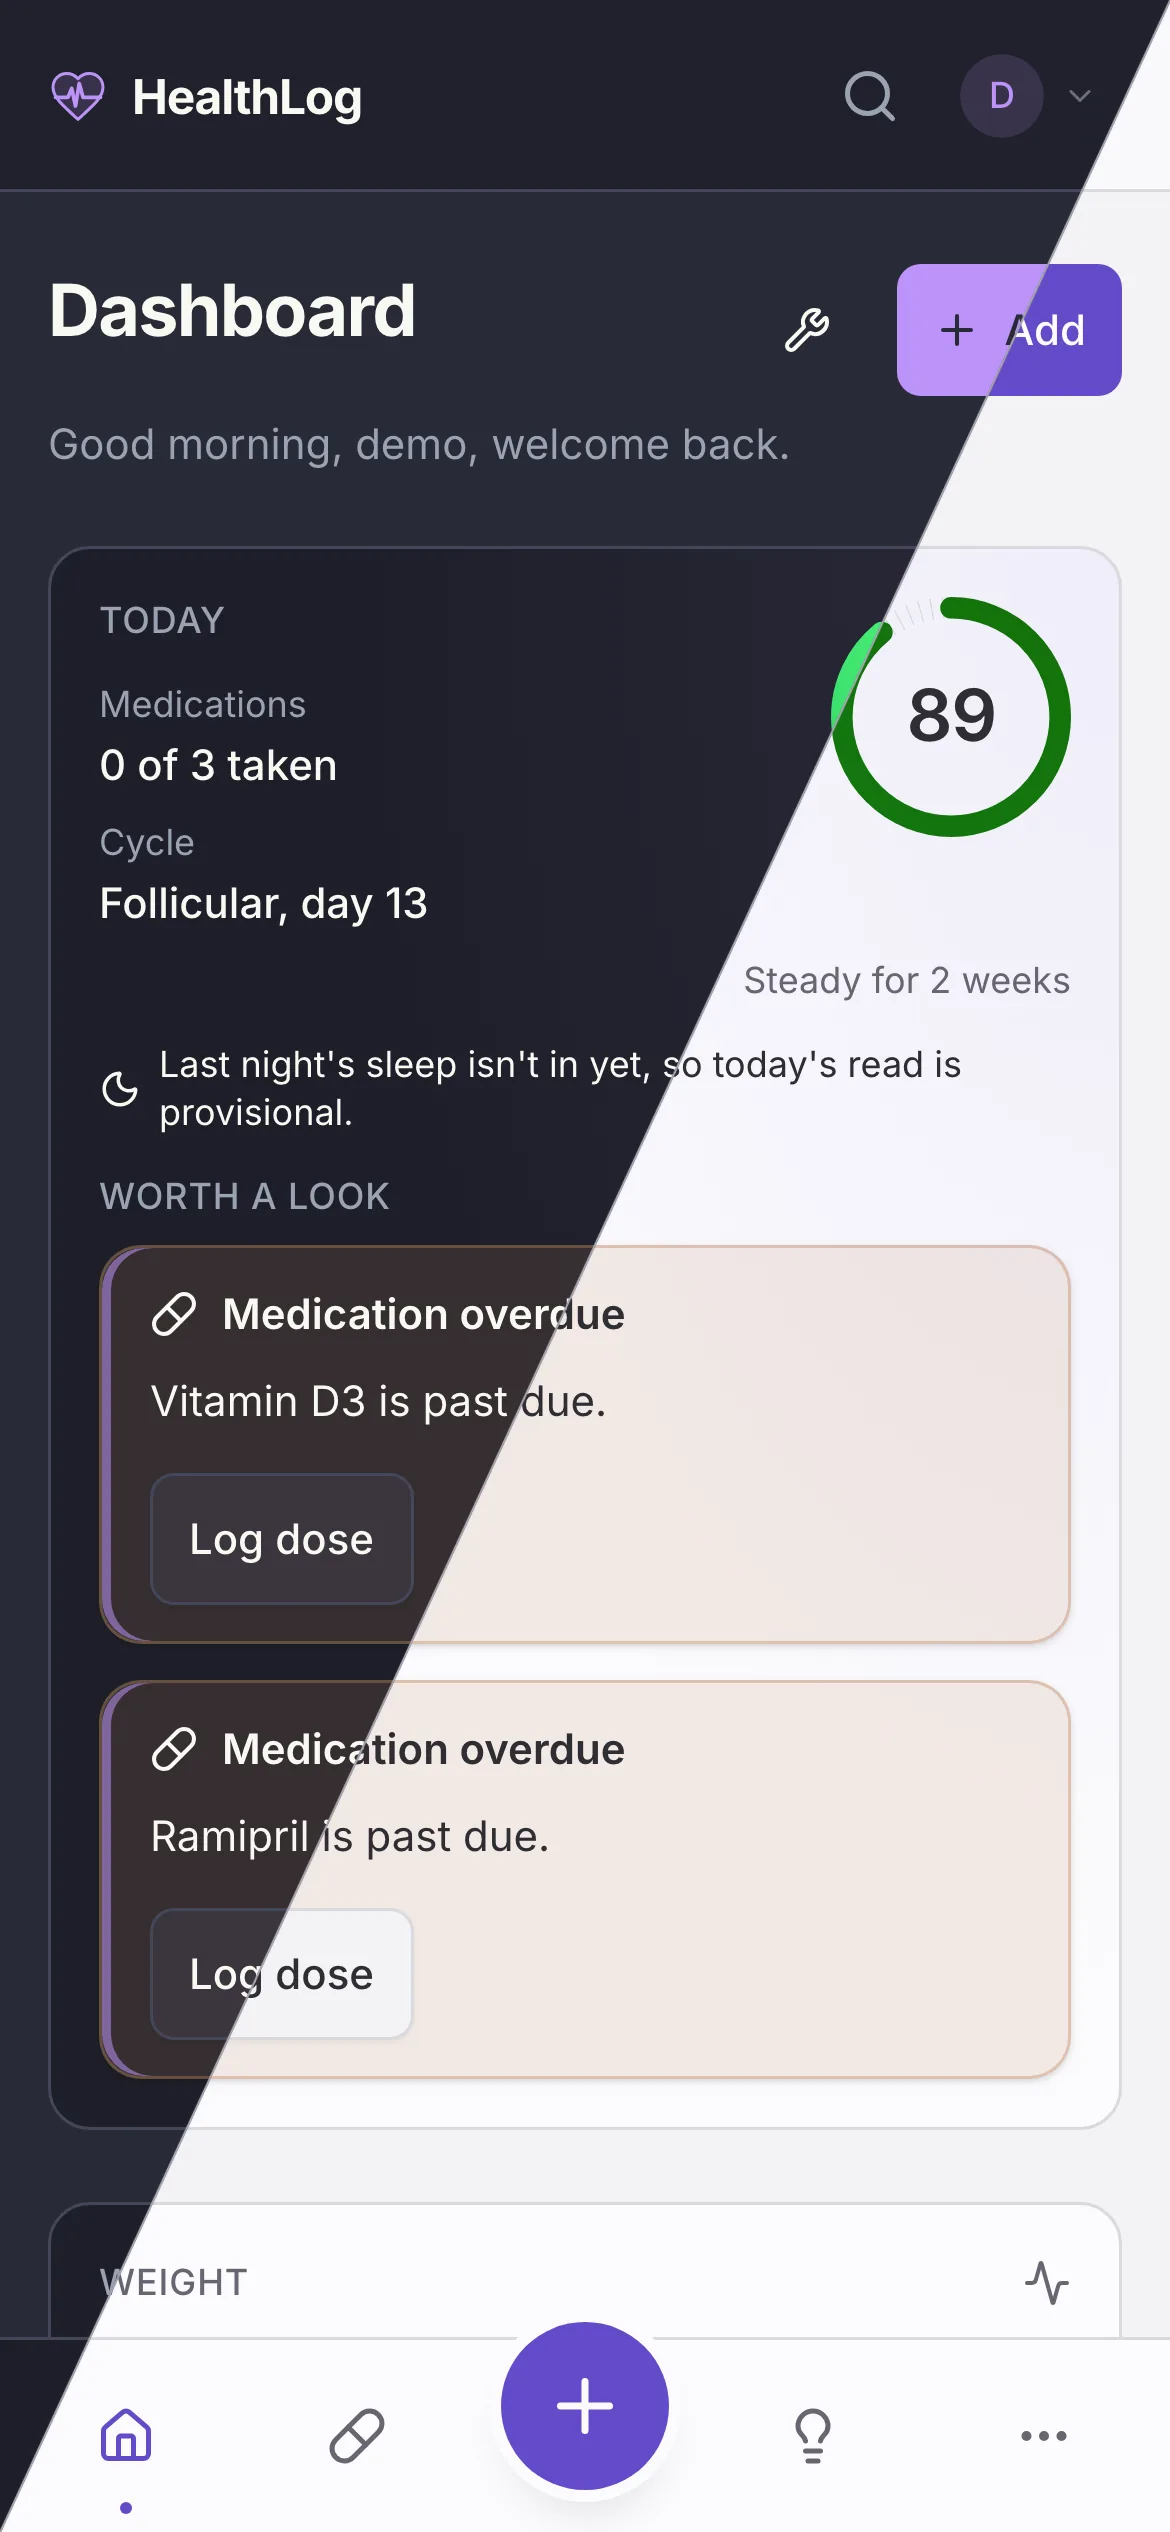 HealthLog
D
Dashboard
Add
Good morning, demo, welcome back.
TODAY
Medications
0 of 3 taken
Cycle
Follicular, day 13
89
Steady for 2 weeks
Last night's sleep isn't in yet, so today's read is
provisional.
WORTH A LOOK
Medication overdue
Vitamin D3 is past due.
Log dose
Medication overdue
Ramipril is past due.
Log dose
WEIGHT